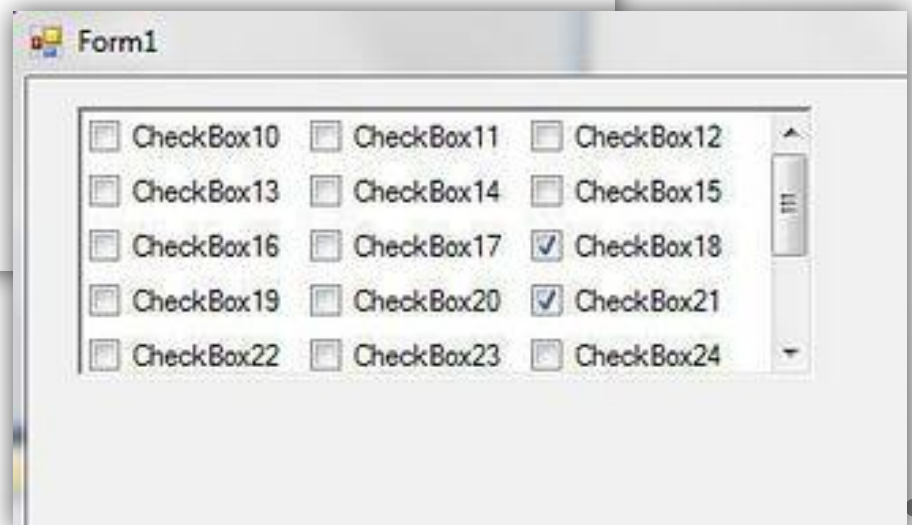 Form1
CheckBox10 CheckBox11 CheckBox12
CheckBox13 CheckBox14 CheckBox15
CheckBox16 CheckBox17 CheckBox18
CheckBox19 CheckBox20 CheckBox21
CheckBox22 CheckBox23 CheckBox24